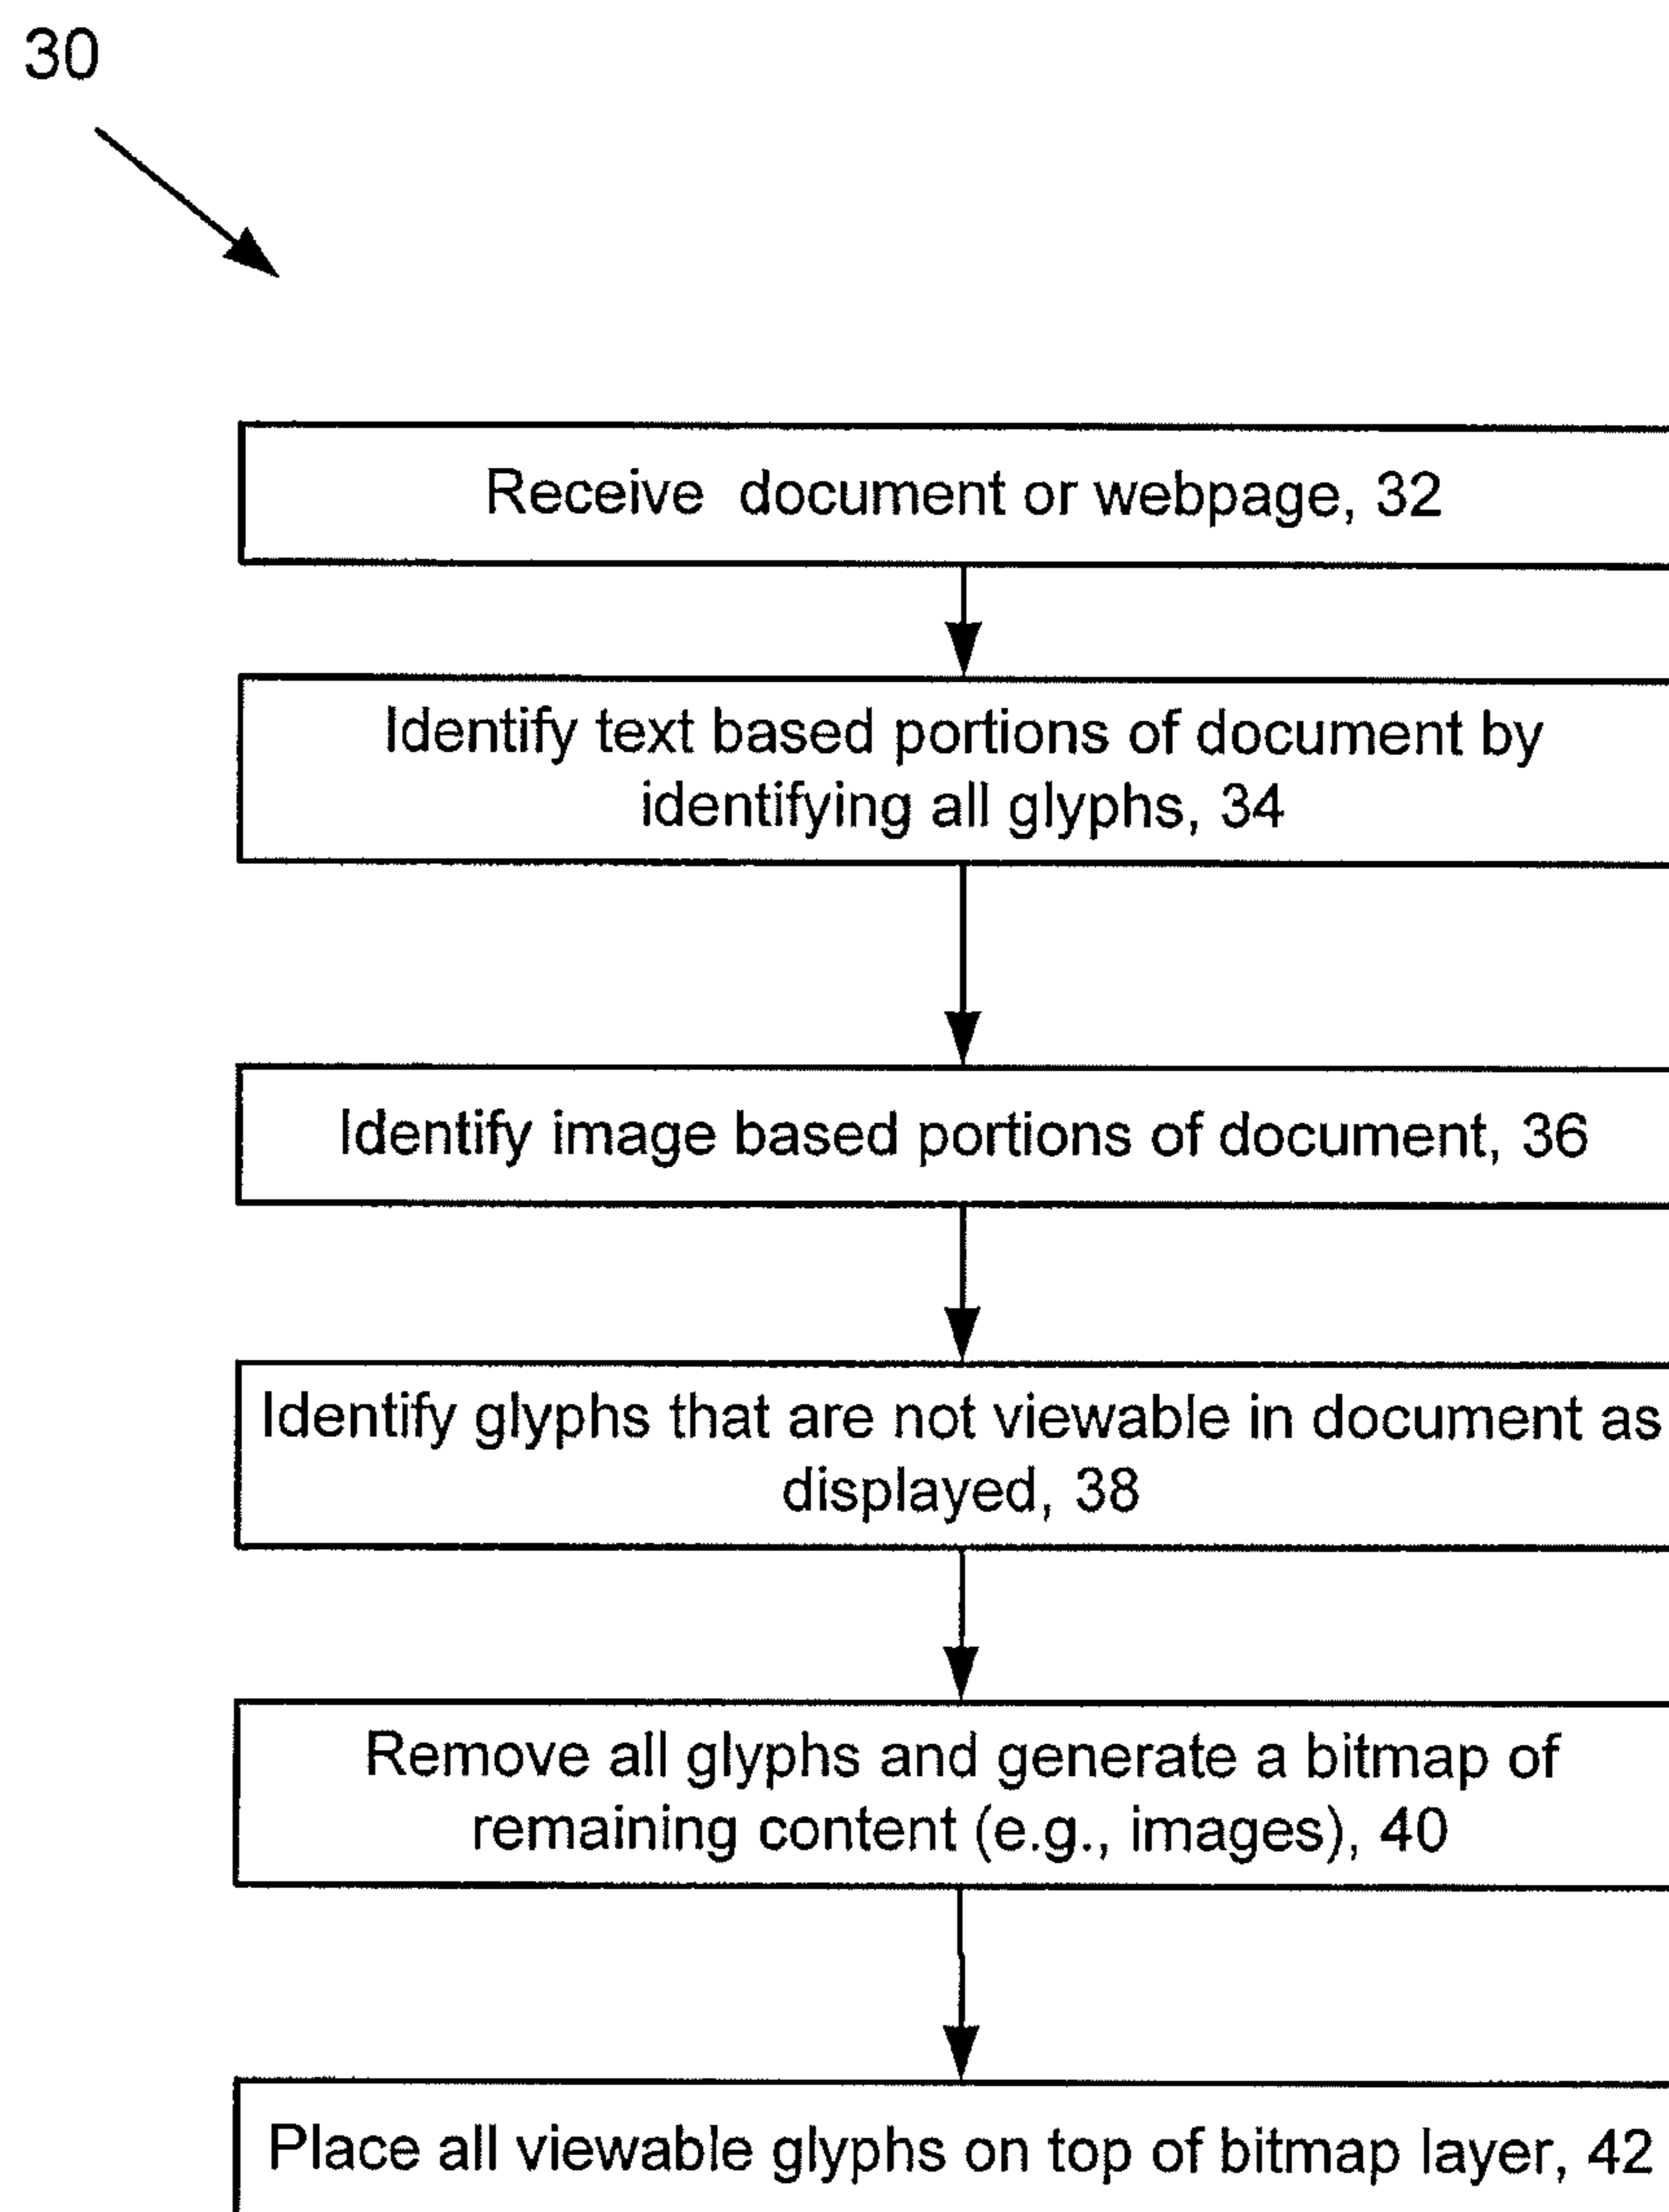 30
Receive document or webpage, 32
Identify text based portions of document by
identifying all glyphs, 34
Identify image based portions of document, 36
Identify glyphs that are not viewable in document as
displayed, 38
Remove all glyphs and generate a bitmap of
remaining content (e.g., images), 40
Place all viewable glyphs on top of bitmap layer, 42